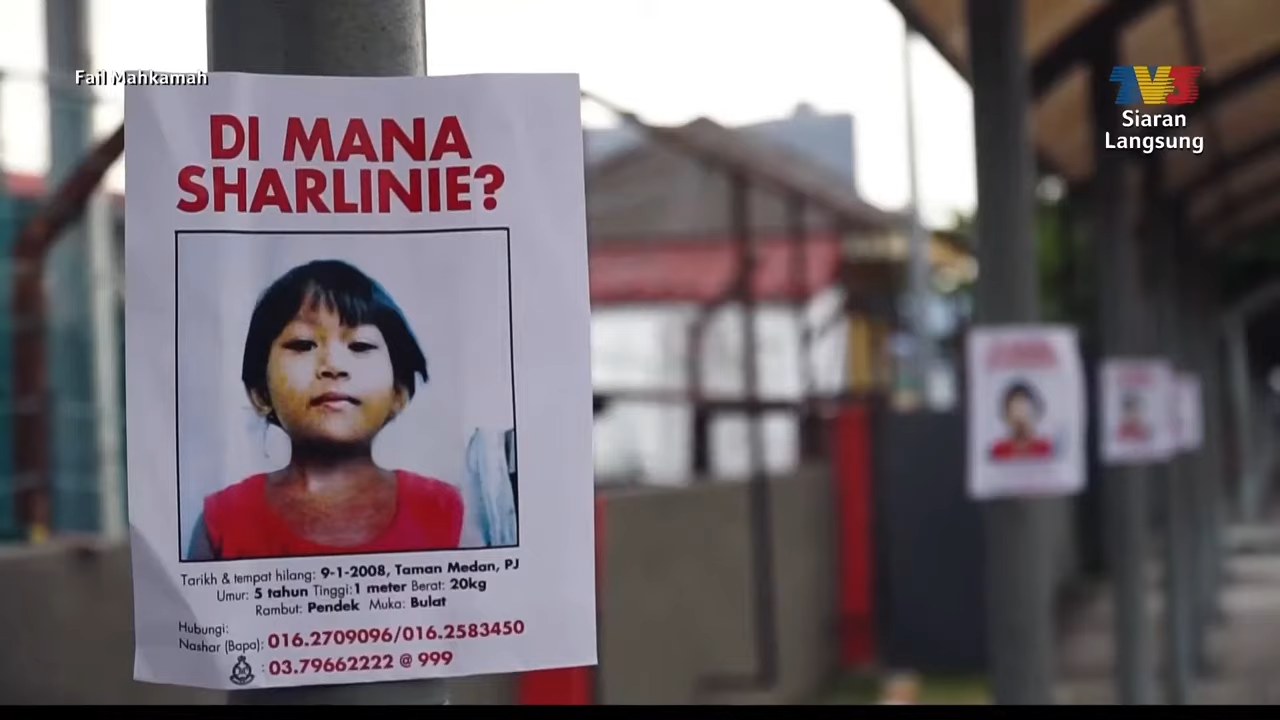 Fail Mahkamah
TV3
Siaran
Langsung
DI MANA
SHARLINIE?
Tarikh & tempat hilang: 9-1-2008, Taman Medan, PJ
Umur: 5 tahun Tinggi: 1 meter Berat: 20kg
Rambut: Pendek Muka: Bulat
Hubungi:
Nashar (Bapa): 016.2709096/016.2583450
: 03.79662222 @ 999